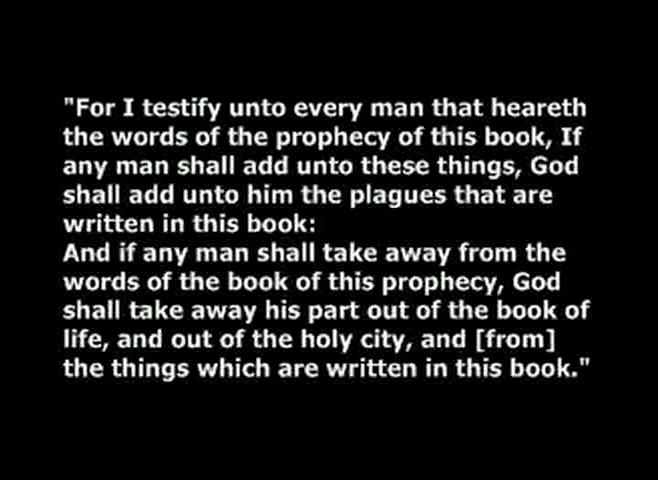 "For I testify unto every man that heareth
the words of the prophecy of this book, If
any man shall add unto these things, God
shall add unto him the plagues that are
written in this book:
And if any man shall take away from the
words of the book of this prophecy, God
shall take away his part out of the book of
life, and out of the holy city, and [from]
the things which are written in this book."